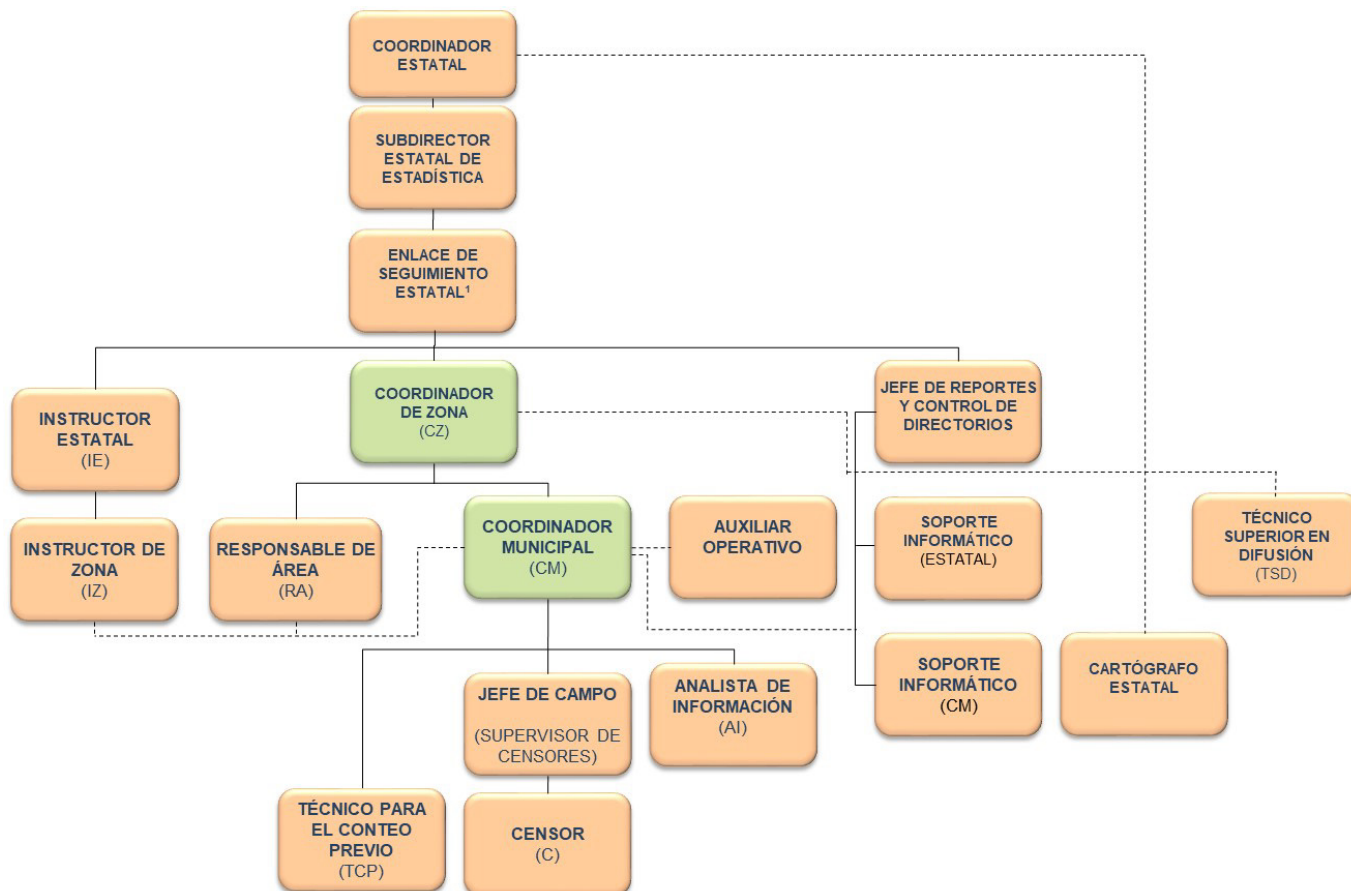 COORDINADOR
ESTATAL
SUBDIRECTOR
ESTATAL DE
ESTADÍSTICA
ENLACE DE
SEGUIMIENTO
ESTATAL¹
INSTRUCTOR
ESTATAL
(IE)
COORDINADOR
DE ZONA
(CZ)
JEFE DE REPORTES
Y CONTROL DE
DIRECTORIOS
INSTRUCTOR DE
ZONA
(IZ)
RESPONSABLE DE
ÁREA
(RA)
COORDINADOR
MUNICIPAL
(CM)
AUXILIAR
OPERATIVO
SOPORTE
INFORMÁTICO
(ESTATAL)
TÉCNICO
SUPERIOR EN
DIFUSIÓN
(TSD)
JEFE DE CAMPO
(SUPERVISOR DE
CENSORES)
ANALISTA DE
INFORMACIÓN
(AI)
SOPORTE
INFORMÁTICO
(CM)
CARTÓGRAFO
ESTATAL
TÉCNICO PARA
EL CONTEO
PREVIO
(TCP)
CENSOR
(C)